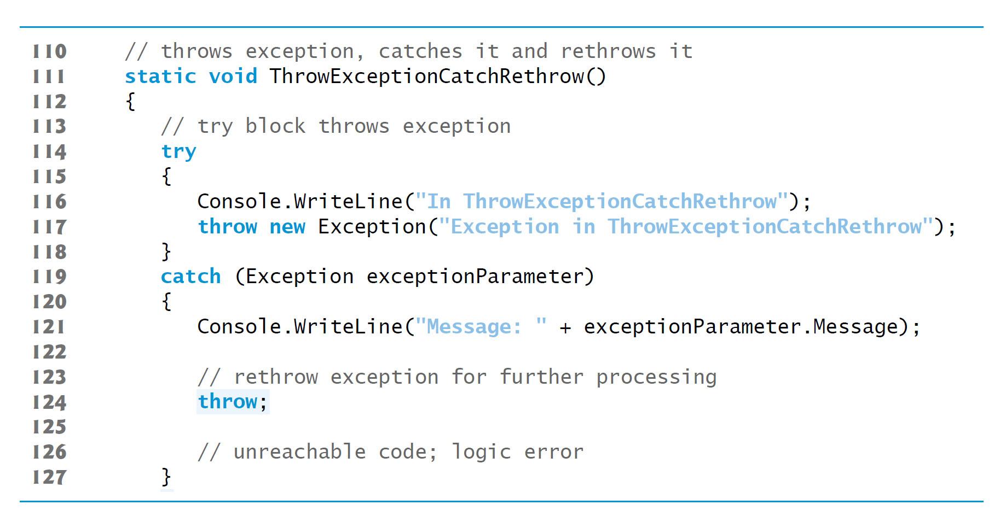 110 // throws exception, catches it and rethrows it
111 static void ThrowExceptionCatchRethrow()
112 {
113 // try block throws exception
114 try
115 {
116 Console.WriteLine("In ThrowExceptionCatchRethrow");
117 throw new Exception("Exception in ThrowExceptionCatchRethrow");
118 }
119 catch (Exception exceptionParameter)
120 {
121 Console.WriteLine("Message: " + exceptionParameter.Message);
122
123 // rethrow exception for further processing
124 throw;
125
126 // unreachable code; logic error
127 }